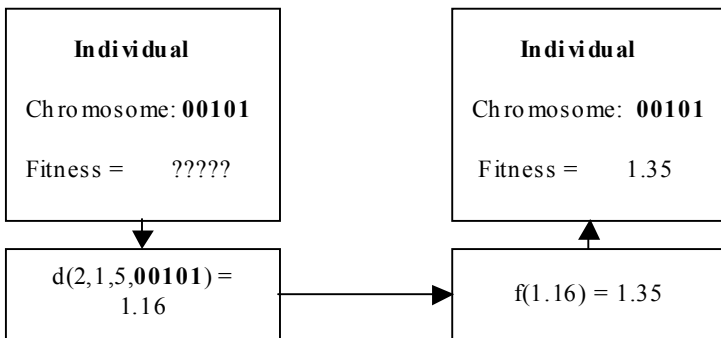 Individual
Chromosome: 00101
Fitness = ?????
d(2,1,5,00101) =
1.16
Individual
Chromosome: 00101
Fitness = 1.35
f(1.16) = 1.35